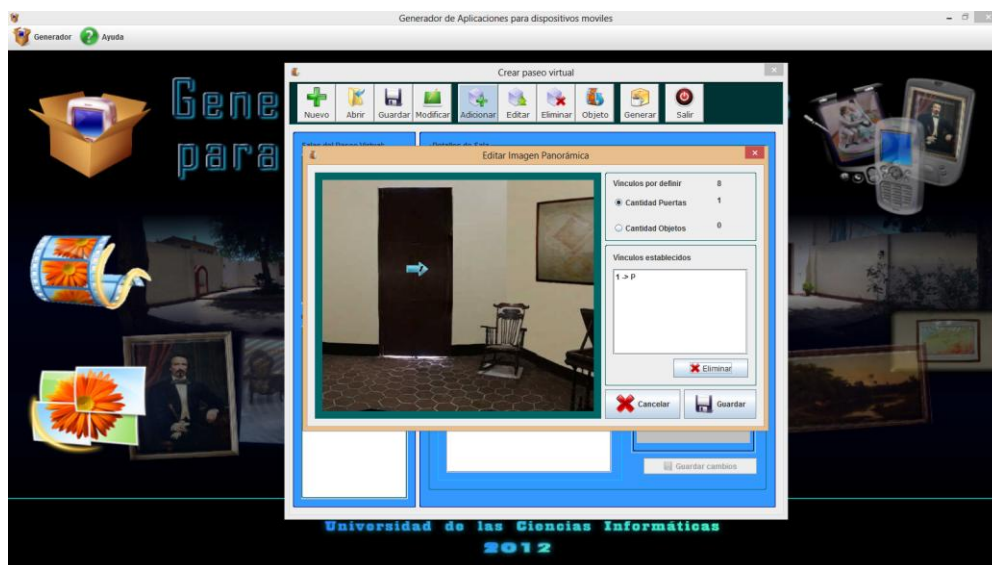 Generador de Aplicaciones para dispositivos moviles
Generador Ayuda
Gene
para
Crear paseo virtual
Nuevo Abrir Guardar Modificar Adicionar Editar Eliminar Objeto Generar Salir
Editar Imagen Panorámica
Vínculos por definir 8
Cantidad Puertas 1
Cantidad Objetos 0
Vínculos establecidos
1 -> P
Eliminar
Cancelar Guardar
Guardar cambios
Universidad de las Ciencias Informáticas
2012